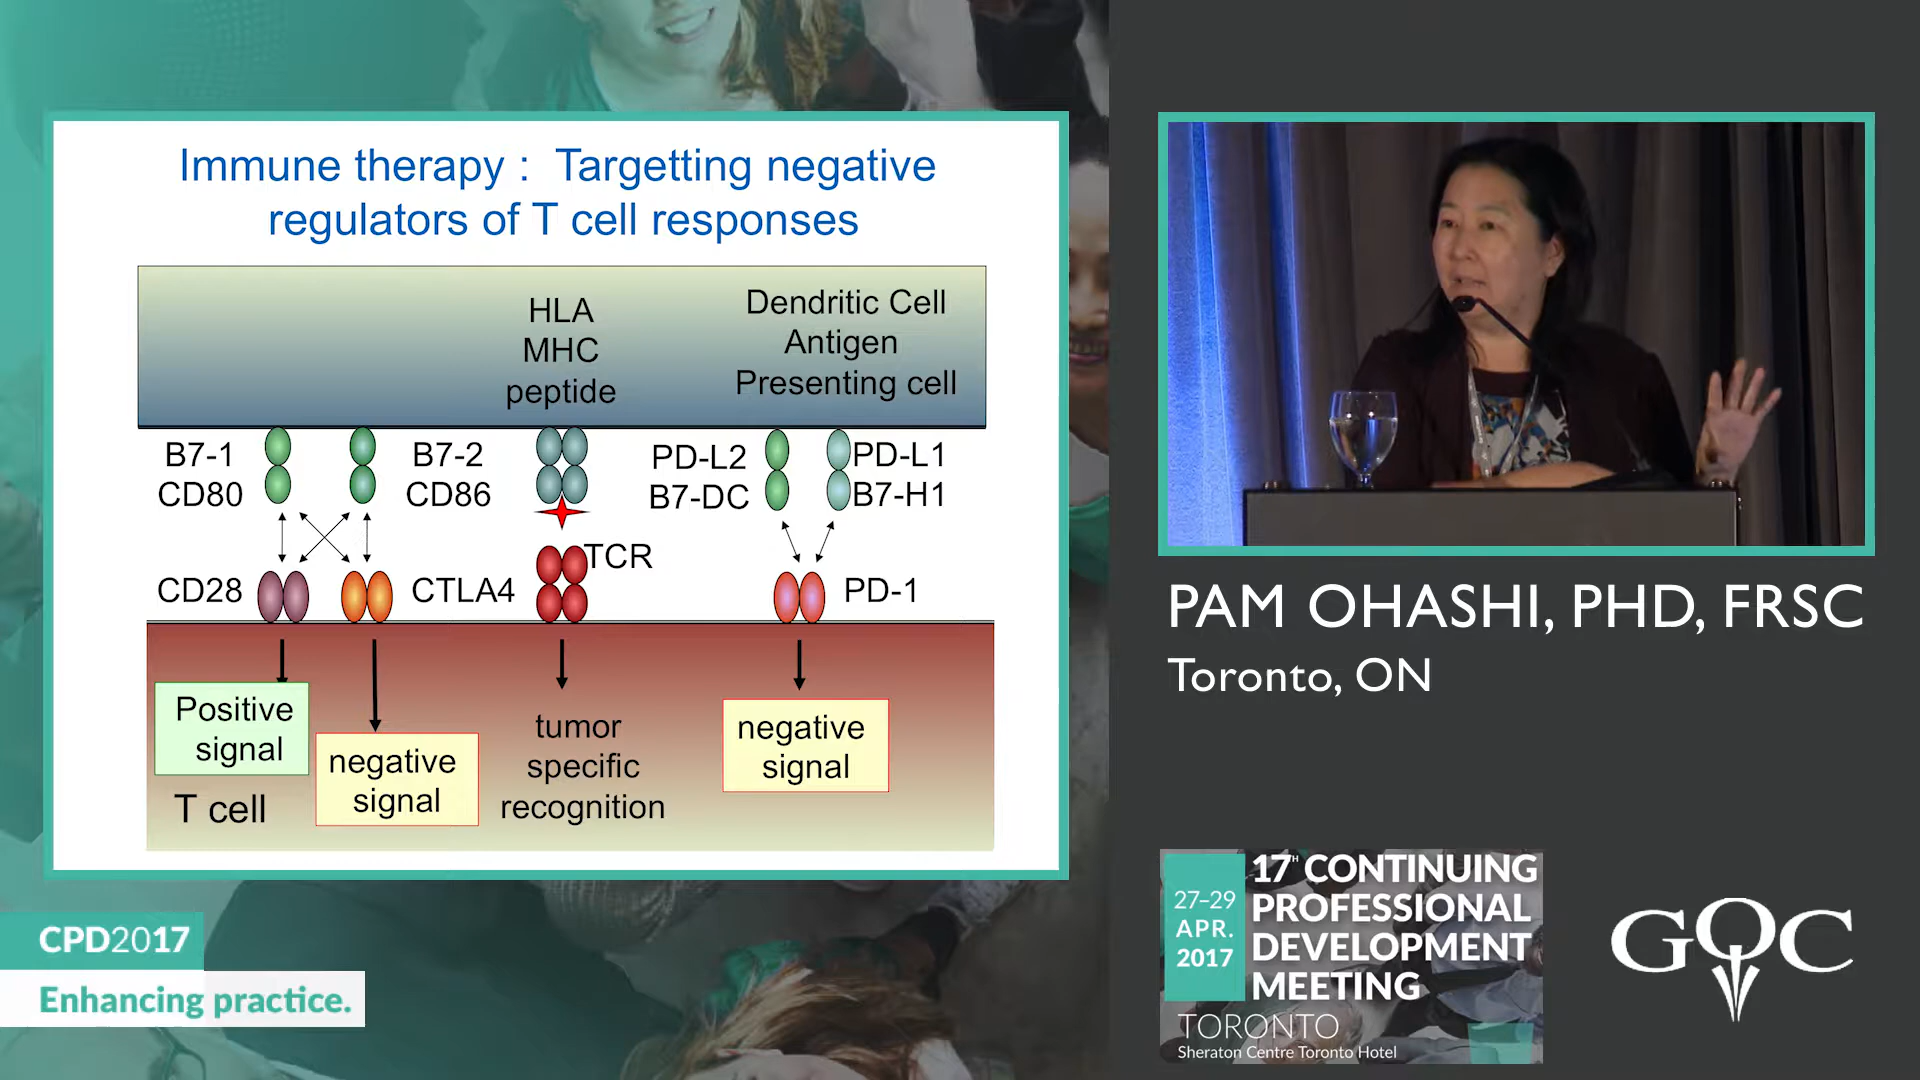 Immune therapy :  Targetting negative
regulators of T cell responses
HLA
MHC
peptide
Dendritic Cell
Antigen
Presenting cell
B7-1
CD80
B7-2
CD86
PD-L2
B7-DC
PD-L1
B7-H1
TCR
CD28
CTLA4
PD-1
Positive
signal
negative
signal
tumor
specific
recognition
negative
signal
T cell
PAM OHASHI, PHD, FRSC
Toronto, ON
CPD2017
Enhancing practice.
27–29
APR.
2017
17TH CONTINUING
PROFESSIONAL
DEVELOPMENT
MEETING
TORONTO
Sheraton Centre Toronto Hotel
GOC